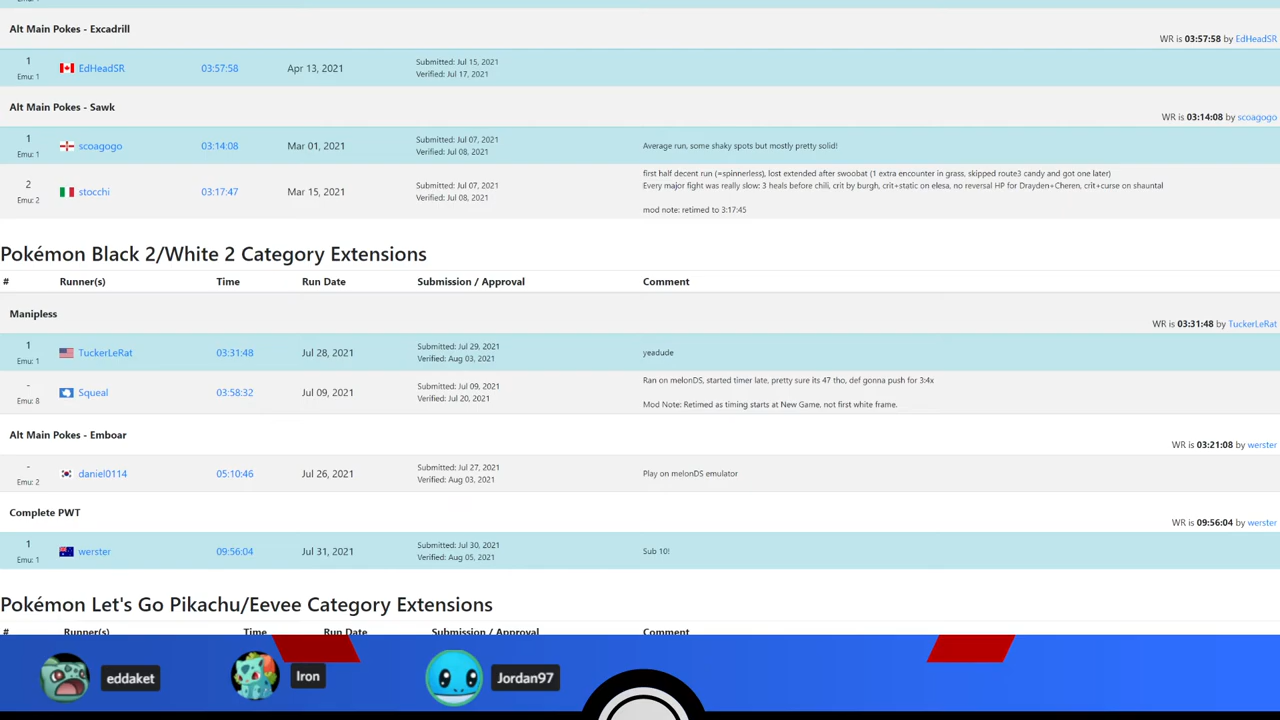 Emu: 1
Alt Main Pokes - Excadrill
WR is 03:57:58 by EdHeadSR
1 EdHeadSR 03:57:58 Apr 13, 2021 Submitted: Jul 15, 2021
Emu: 1 Verified: Jul 17, 2021
Alt Main Pokes - Sawk
WR is 03:14:08 by scoagogo
1 scoagogo 03:14:08 Mar 01, 2021 Submitted: Jul 07, 2021 Average run, some shaky spots but mostly pretty solid!
Emu: 1 Verified: Jul 08, 2021
first half decent run (=spinnerless), lost extended after swoobat (1 extra encounter in grass, skipped route3 candy and got one later)
2 stocchi 03:17:47 Mar 15, 2021 Submitted: Jul 07, 2021 Every major fight was really slow: 3 heals before chili, crit by burgh, crit+static on elesa, no reversal HP for Drayden+Cheren, crit+curse on shauntal
Emu: 2 Verified: Jul 08, 2021
mod note: retimed to 3:17:45
Pokémon Black 2/White 2 Category Extensions
# Runner(s) Time Run Date Submission / Approval Comment
Manipless
WR is 03:31:48 by TuckerLeRat
1 TuckerLeRat 03:31:48 Jul 28, 2021 Submitted: Jul 29, 2021 yeadude
Emu: 1 Verified: Aug 03, 2021
Ran on melonDS, started timer late, pretty sure its 47 tho, def gonna push for 3:4x
- Squeal 03:58:32 Jul 09, 2021 Submitted: Jul 09, 2021
Emu: 8 Verified: Jul 20, 2021
Mod Note: Retimed as timing starts at New Game, not first white frame.
Alt Main Pokes - Emboar
WR is 03:21:08 by werster
- daniel0114 05:10:46 Jul 26, 2021 Submitted: Jul 27, 2021 Play on melonDS emulator
Emu: 2 Verified: Aug 03, 2021
Complete PWT
WR is 09:56:04 by werster
1 werster 09:56:04 Jul 31, 2021 Submitted: Jul 30, 2021 Sub 10!
Emu: 1 Verified: Aug 05, 2021
Pokémon Let's Go Pikachu/Eevee Category Extensions
# Runner(s) Time Run Date Submission / Approval Comment
eddaket Iron Jordan97